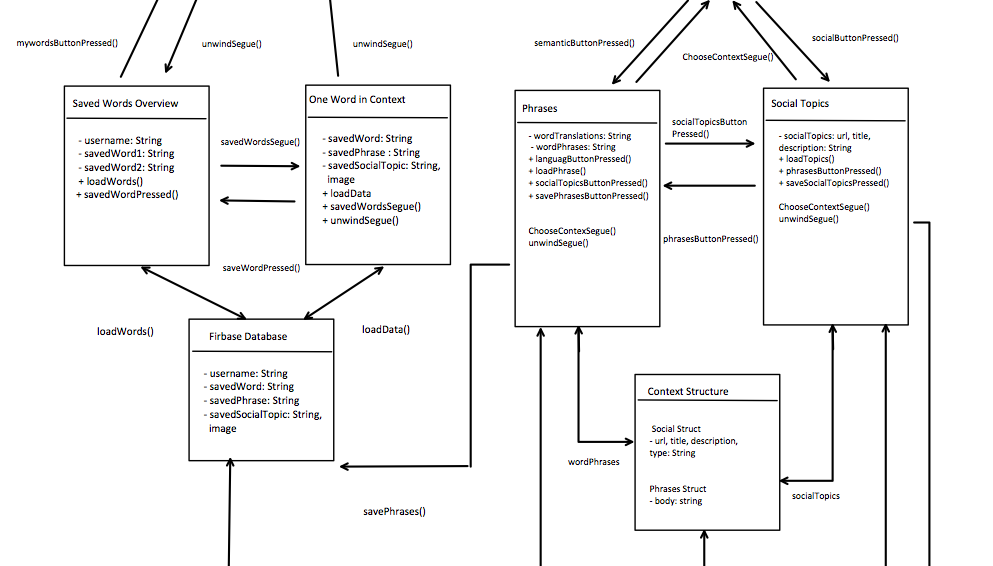 mywordsButtonPressed()
unwindSegue()
unwindSegue()
semanticButtonPressed()
ChooseContextSegue()
socialButtonPressed()
Saved Words Overview
- username: String
- savedWord1: String
- savedWord2: String
+ loadWords()
+ savedWordPressed()
savedWordsSegue()
One Word in Context
- savedWord: String
- savedPhrase : String
- savedSocialTopic: String,
image
+ loadData
+ savedWordsSegue()
+ unwindSegue()
Phrases
- wordTranslations: String
- wordPhrases: String
+ languagButtonPressed()
+ loadPhrase()
+ socialTopicsButtonPressed()
+ savePhrasesButtonPressed()
ChooseContexSegue()
unwindSegue()
socialTopicsButton
Pressed()
phrasesButtonPressed()
Social Topics
- socialTopics: url, title,
description: String
+ loadTopics()
+ phrasesButtonPressed()
+ saveSocialTopicsPressed()
ChooseContextSegue()
unwindSegue()
saveWordPressed()
loadWords()
loadData()
Firbase Database
- username: String
- savedWord: String
- savedPhrase: String
- savedSocialTopic: String,
image
savePhrases()
Context Structure
Social Struct
- url, title, description,
type: String
Phrases Struct
- body: string
wordPhrases
socialTopics